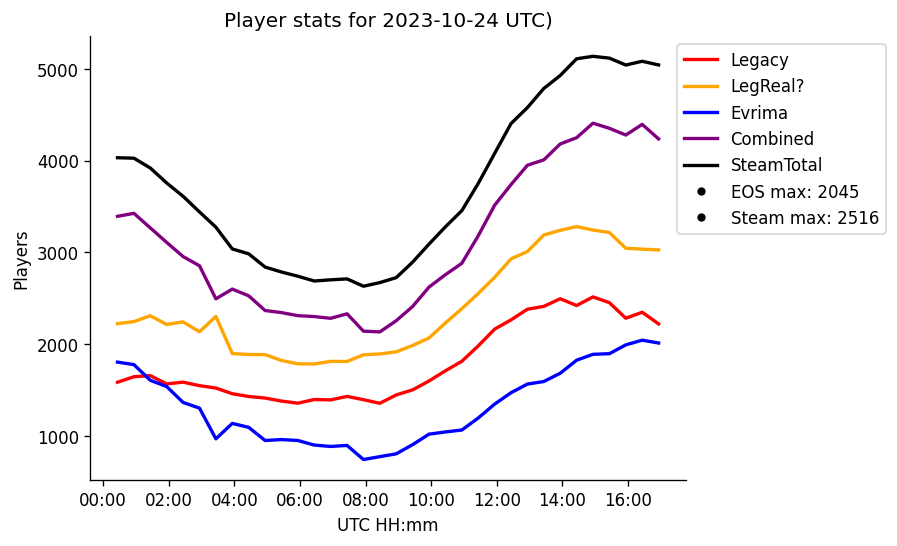 Player stats for 2023-10-24 UTC)
Legacy
LegReal?
Evrima
Combined
SteamTotal
EOS max: 2045
Steam max: 2516
Players
5000
4000
3000
2000
1000
00:00 02:00 04:00 06:00 08:00 10:00 12:00 14:00 16:00
UTC HH:mm